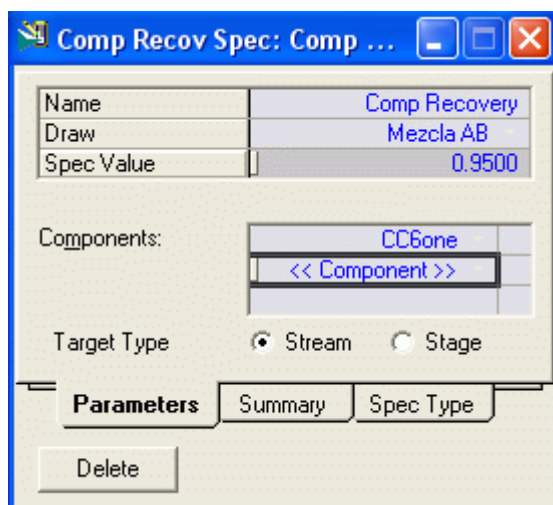 Comp Recov Spec: Comp ...
Name Comp Recovery
Draw Mezcla AB
Spec Value 0.9500
Components: CC6one
<< Component >>
Target Type Stream Stage
Parameters Summary Spec Type
Delete